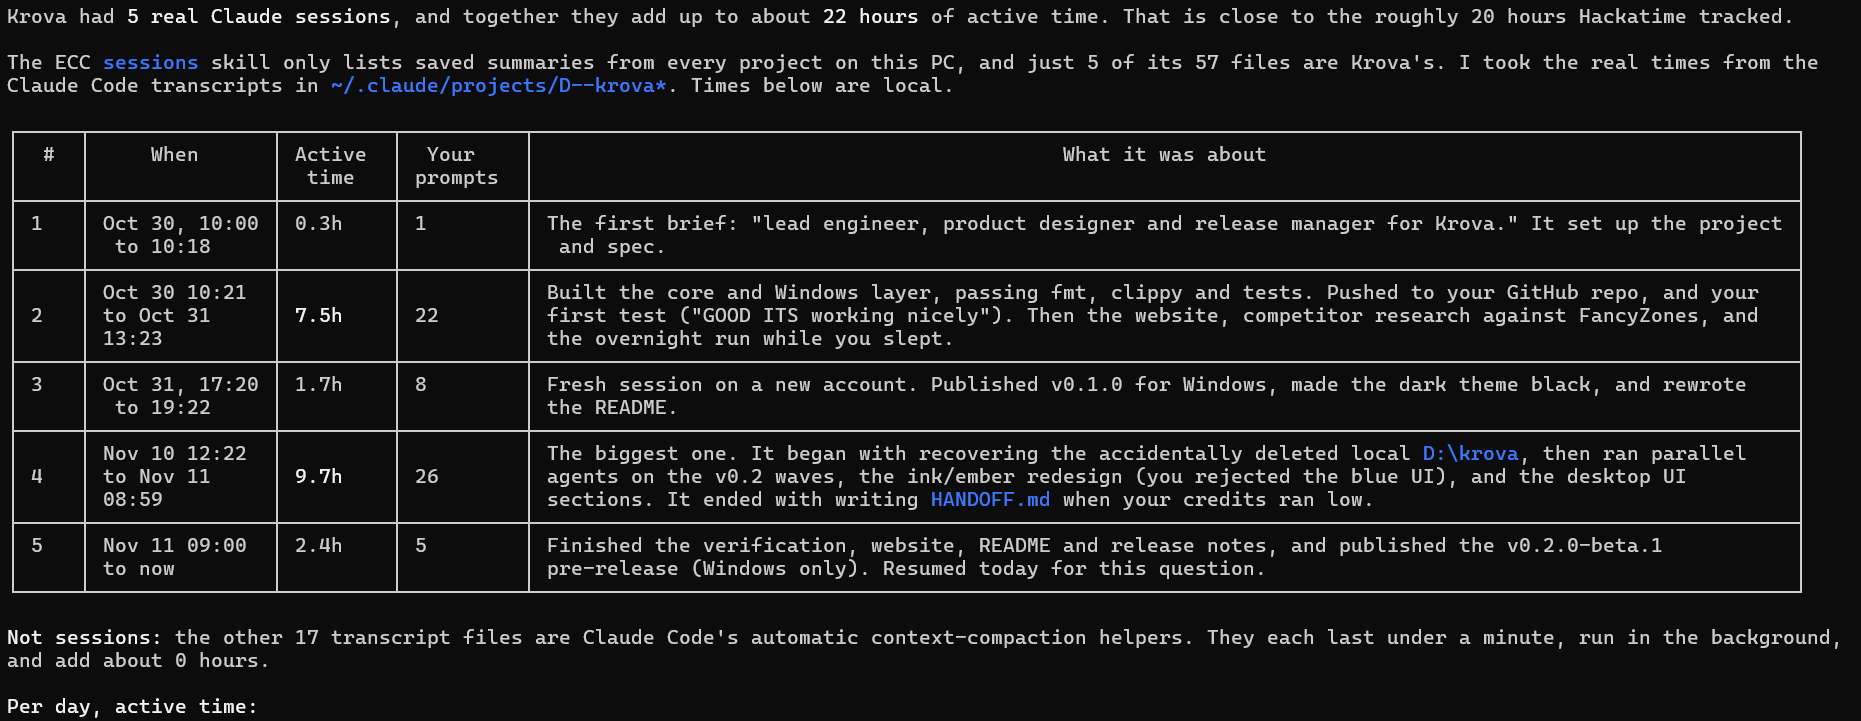 Krova had 5 real Claude sessions, and together they add up to about 22 hours of active time. That is close to the roughly 20 hours Hackatime tracked.
The ECC sessions skill only lists saved summaries from every project on this PC, and just 5 of its 57 files are Krova's. I took the real times from the
Claude Code transcripts in ~/.claude/projects/D--krova*. Times below are local.
# When Active Your What it was about
time prompts
1 Oct 30, 10:00 0.3h 1 The first brief: "lead engineer, product designer and release manager for Krova." It set up the project
to 10:18 and spec.
Oct 30 10:21 Built the core and Windows layer, passing fmt, clippy and tests. Pushed to your GitHub repo, and your
2 to Oct 31 7.5h 22 first test ("GOOD ITS working nicely"). Then the website, competitor research against FancyZones, and
13:23 the overnight run while you slept.
3 Oct 31, 17:20 1.7h 8 Fresh session on a new account. Published v0.1.0 for Windows, made the dark theme black, and rewrote
to 19:22 the README.
Nov 10 12:22 The biggest one. It began with recovering the accidentally deleted local D:\krova, then ran parallel
4 to Nov 11 9.7h 26 agents on the v0.2 waves, the ink/ember redesign (you rejected the blue UI), and the desktop UI
08:59 sections. It ended with writing HANDOFF.md when your credits ran low.
5 Nov 11 09:00 2.4h 5 Finished the verification, website, README and release notes, and published the v0.2.0-beta.1
to now pre-release (Windows only). Resumed today for this question.
Not sessions: the other 17 transcript files are Claude Code's automatic context-compaction helpers. They each last under a minute, run in the background,
and add about 0 hours.
Per day, active time: